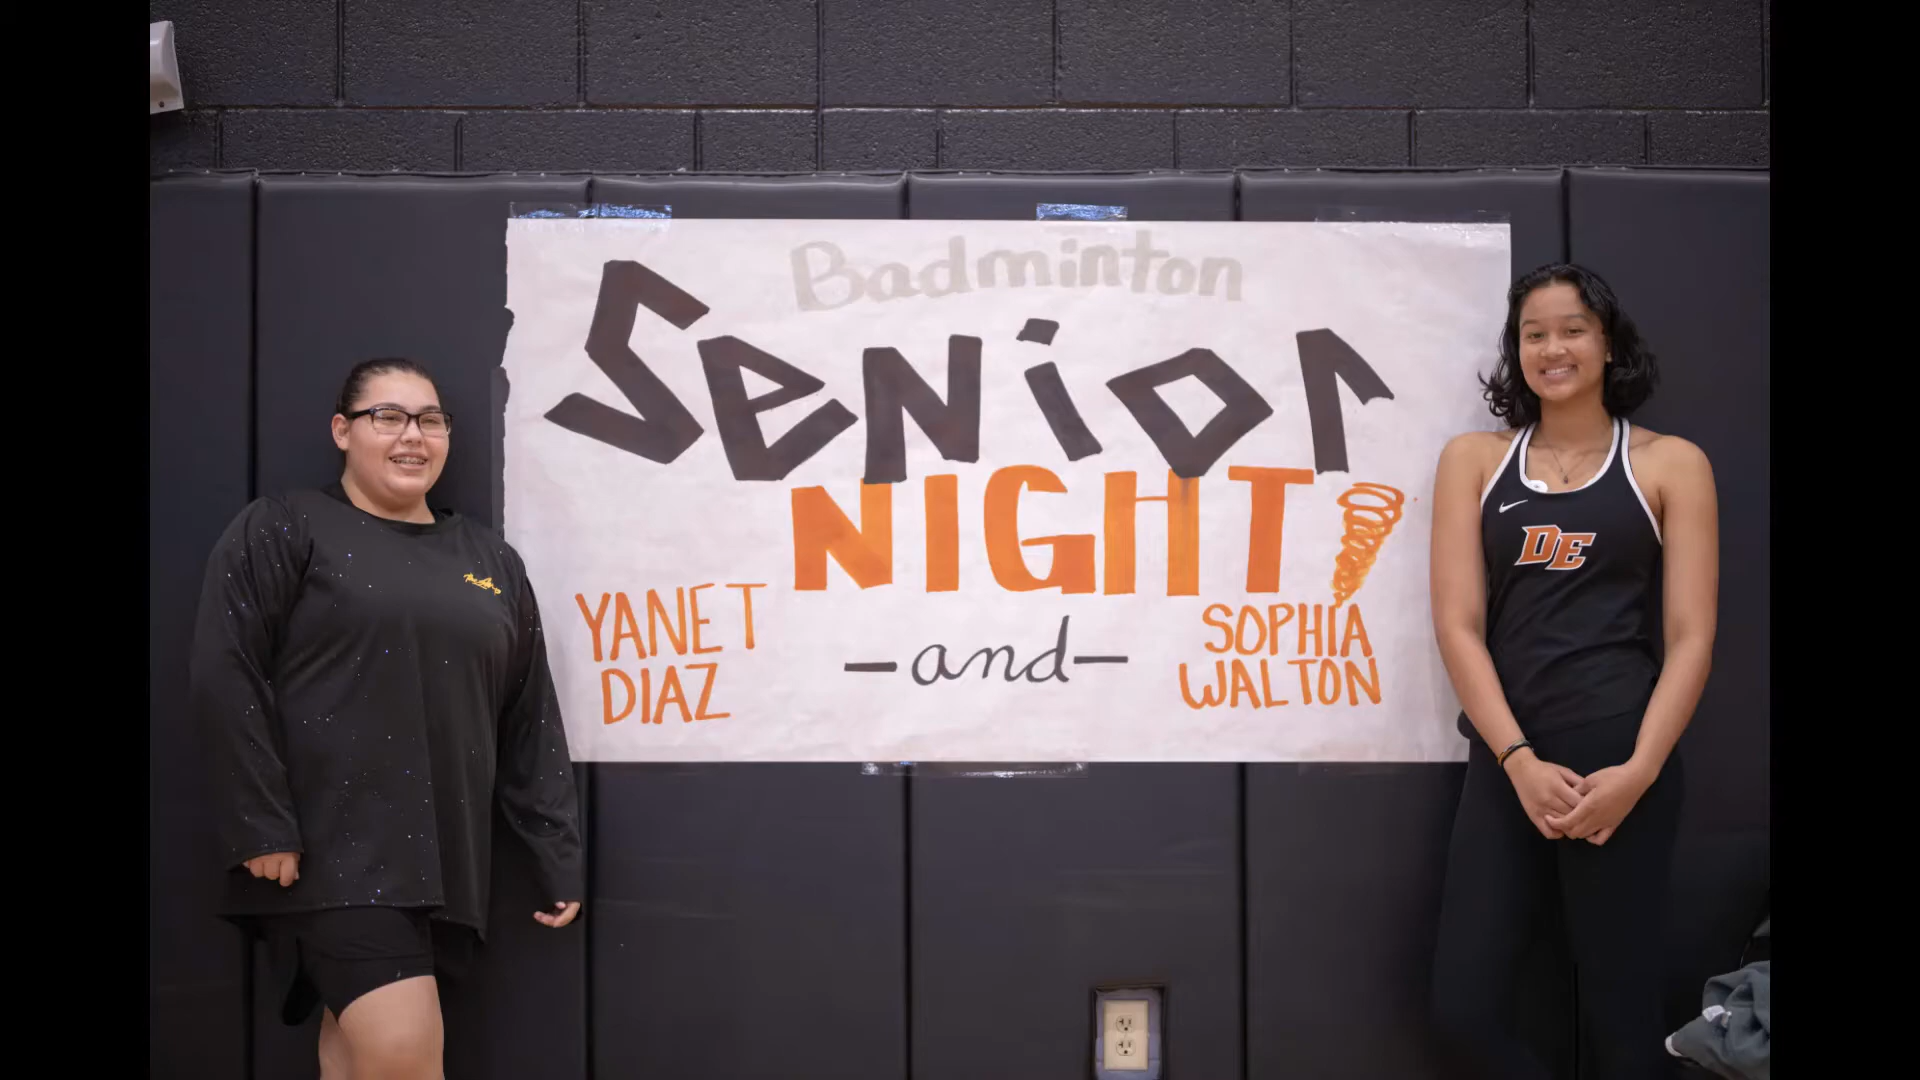 Badminton
SENiOr
NIGHT!
YANET
DIAZ
-and-
SOPHIA
WALTON
DE